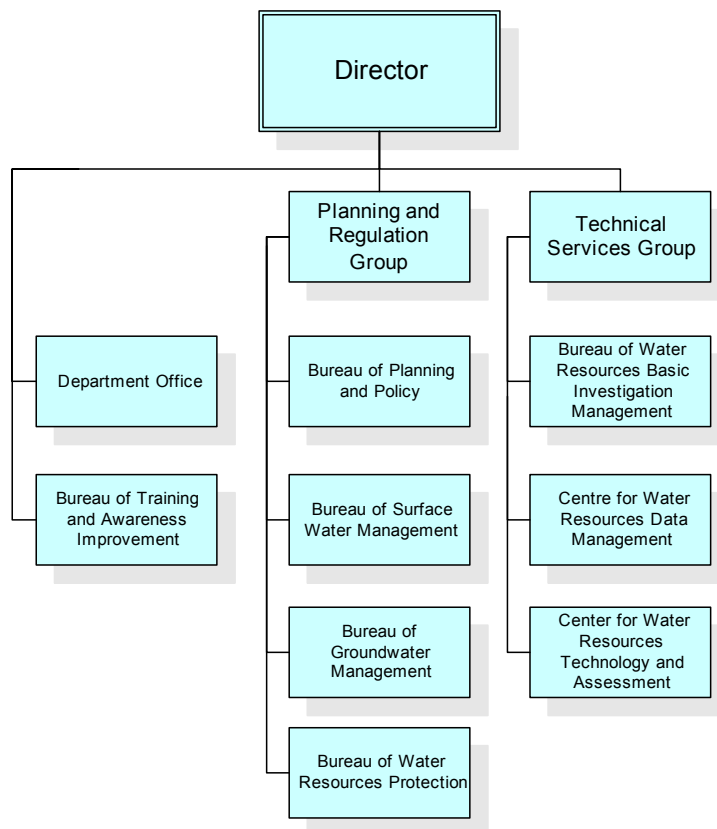 Director
Planning and
Regulation
Group
Technical
Services Group
Department Office
Bureau of Training
and Awareness
Improvement
Bureau of Planning
and Policy
Bureau of Surface
Water Management
Bureau of
Groundwater
Management
Bureau of Water
Resources Protection
Bureau of Water
Resources Basic
Investigation
Management
Centre for Water
Resources Data
Management
Center for Water
Resources
Technology and
Assessment